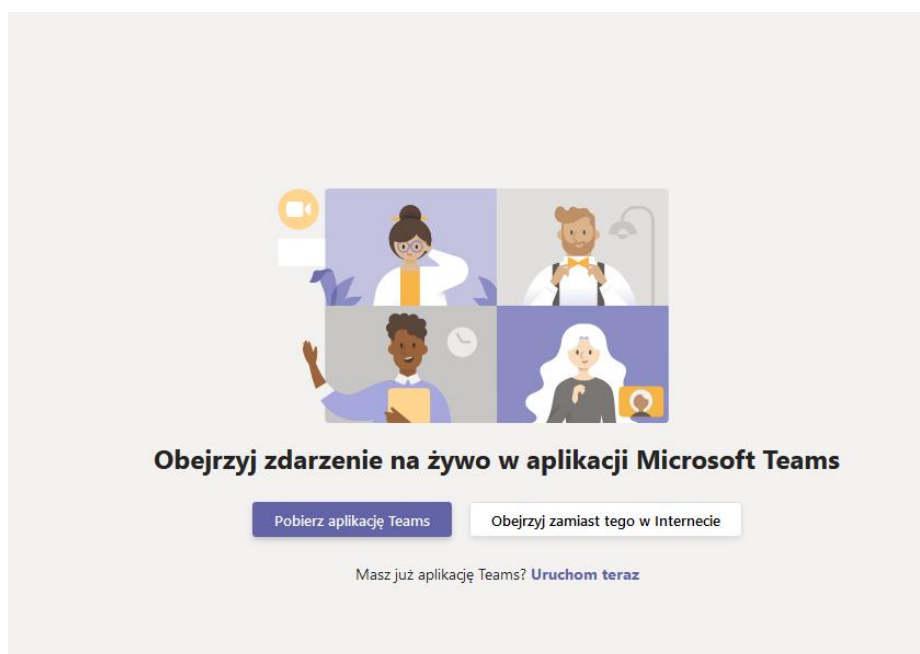 Obejrzyj zdarzenie na żywo w aplikacji Microsoft Teams
Pobierz aplikację Teams
Obejrzyj zamiast tego w Internecie
Masz już aplikację Teams? Uruchom teraz